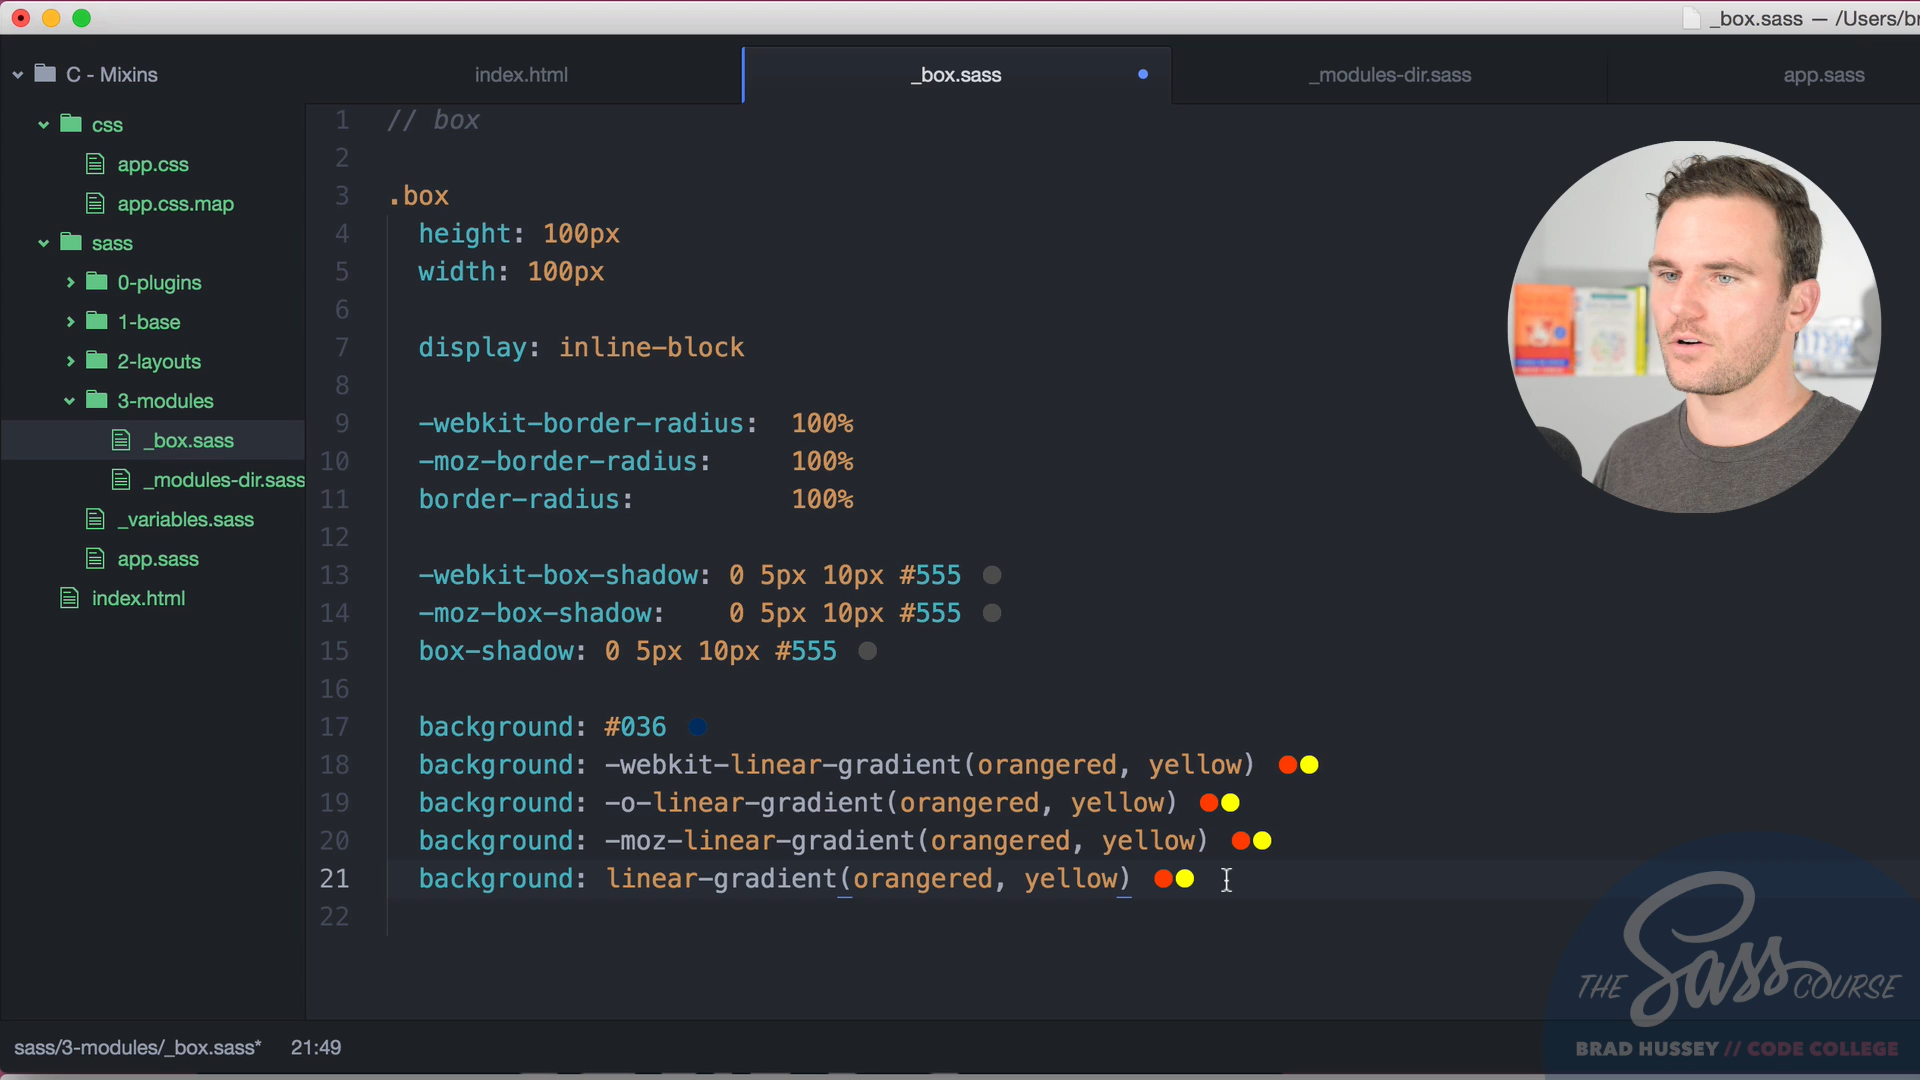 _box.sass — /Users/br
C - Mixins
index.html
_box.sass
_modules-dir.sass
app.sass
css
app.css
app.css.map
sass
0-plugins
1-base
2-layouts
3-modules
_box.sass
_modules-dir.sass
_variables.sass
app.sass
index.html
1 // box
2
3 .box
4 height: 100px
5 width: 100px
6
7 display: inline-block
8
9 -webkit-border-radius: 100%
10 -moz-border-radius: 100%
11 border-radius: 100%
12
13 -webkit-box-shadow: 0 5px 10px #555
14 -moz-box-shadow: 0 5px 10px #555
15 box-shadow: 0 5px 10px #555
16
17 background: #036
18 background: -webkit-linear-gradient(orangered, yellow)
19 background: -o-linear-gradient(orangered, yellow)
20 background: -moz-linear-gradient(orangered, yellow)
21 background: linear-gradient(orangered, yellow)
22
THE Sass COURSE
BRAD HUSSEY // CODE COLLEGE
sass/3-modules/_box.sass* 21:49